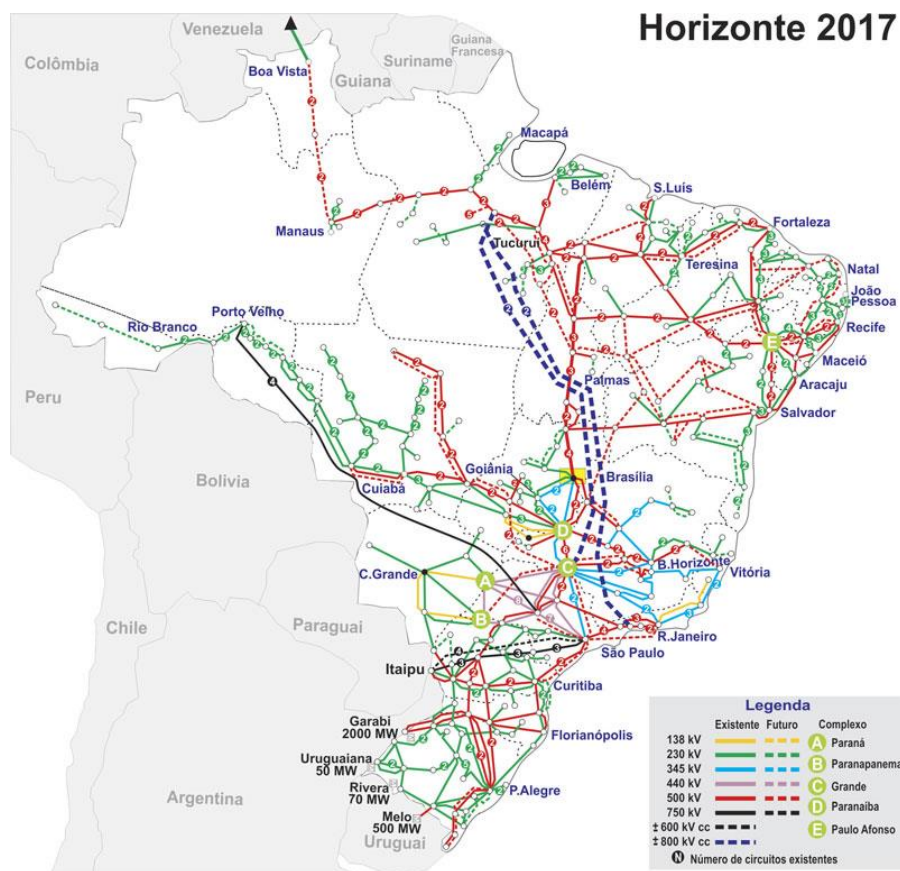 Horizonte 2017
Venezuela
Colômbia
Guiana
Suriname
Guiana
Francesa
Boa Vista
Macapá
Belém
S.Luís
Manaus
Fortaleza
Tucuruí
Teresina
Natal
João
Pessoa
Porto Velho
Rio Branco
Recife
E
Maceió
Palmas
Aracaju
Peru
Salvador
Goiânia
Brasília
Cuiabá
Bolívia
D
C
B.Horizonte
Vitória
C.Grande
A
B
Chile
Paraguai
R.Janeiro
São Paulo
Itaipu
Curitiba
Garabi
2000 MW
Florianópolis
Uruguaiana
50 MW
Rivera
70 MW
P.Alegre
Melo
500 MW
Argentina
Uruguai
Legenda
Existente Futuro Complexo
138 kV A Paraná
230 kV
345 kV B Paranapanema
440 kV C Grande
500 kV D Paranaiba
750 kV
±600 kV cc E Paulo Afonso
±800 kV cc
N Número de circuitos existentes